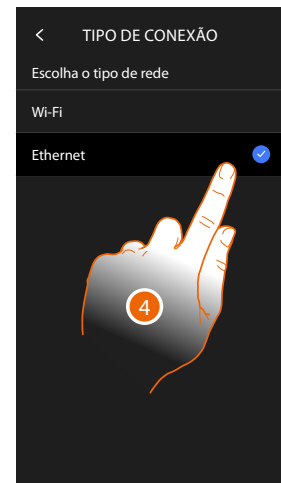 TIPO DE CONEXÃO
Escolha o tipo de rede
Wi-Fi
Ethernet
4